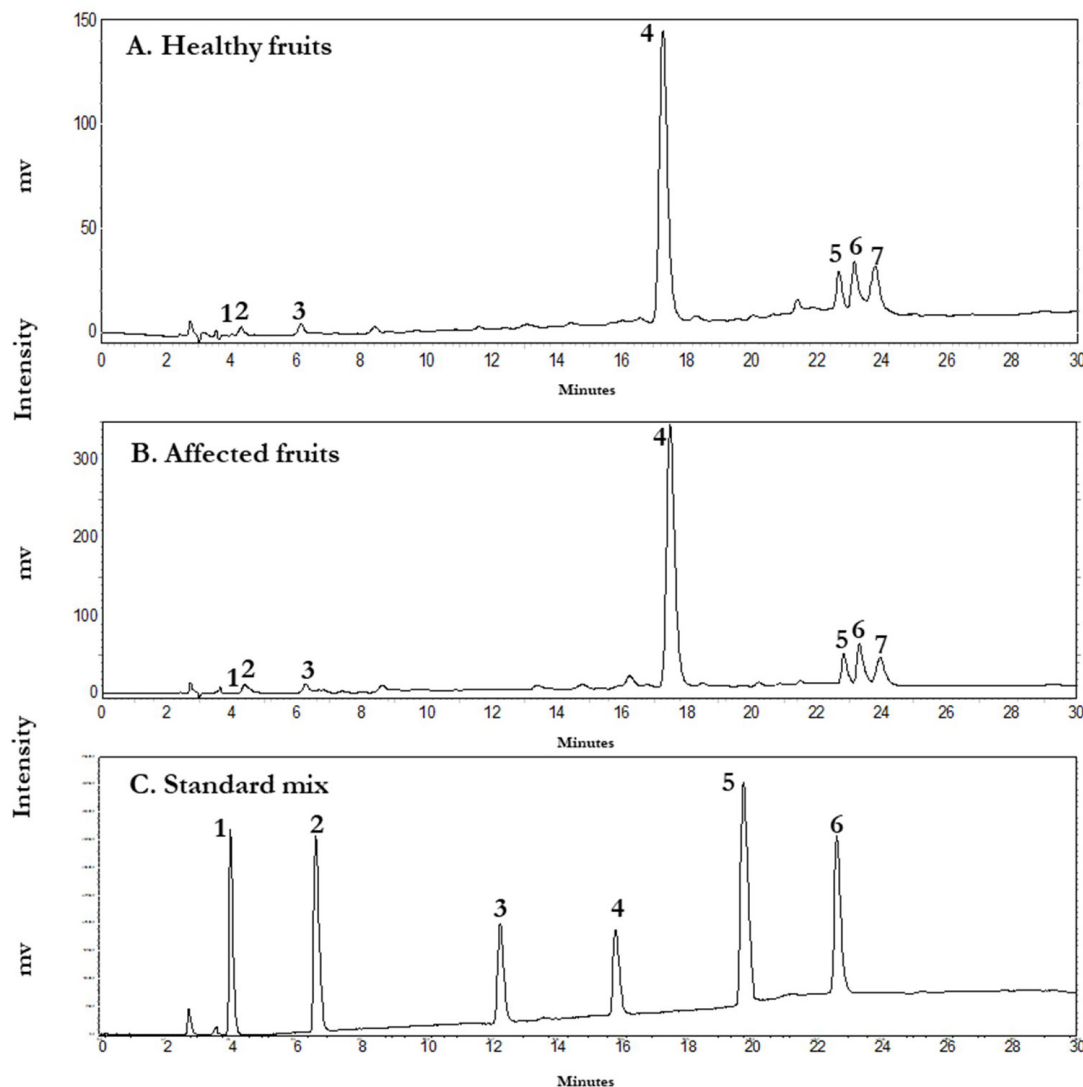 150
A. Healthy fruits
4
100
mv
50
5 6 7
1 2 3
0
0 2 4 6 8 10 12 14 16 18 20 22 24 26 28 30
Minutes
Intensity
B. Affected fruits
4
300
200
mv
100
5 6 7
1 2 3
0
0 2 4 6 8 10 12 14 16 18 20 22 24 26 28 30
Minutes
Intensity
C. Standard mix
1 2 3 4 5 6
mv
0 2 4 6 8 10 12 14 16 18 20 22 24 26 28 30
Minutes